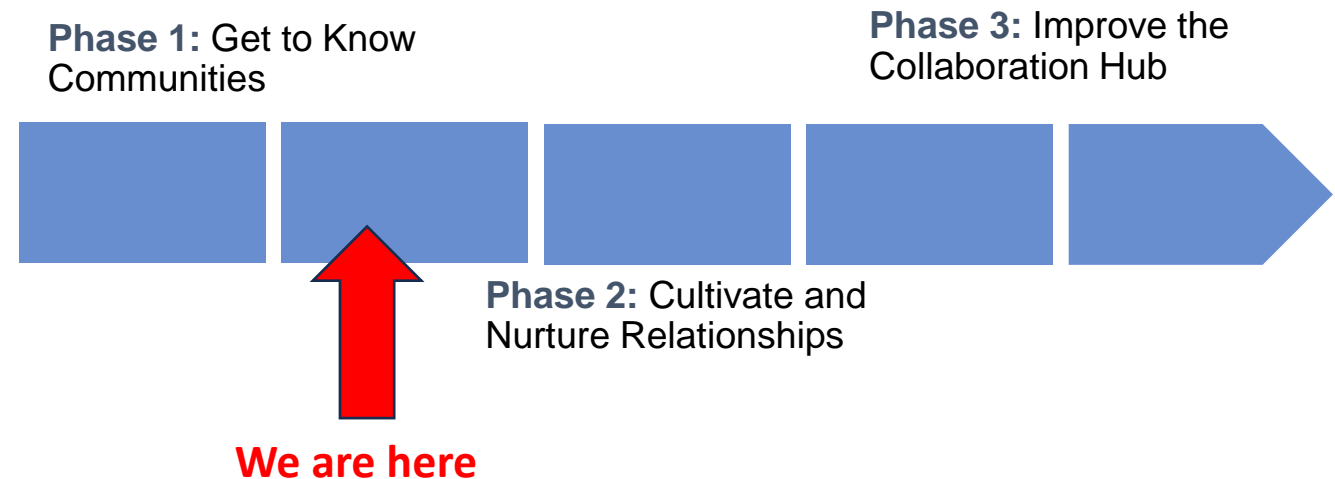 Phase 1: Get to Know
Communities
Phase 3: Improve the
Collaboration Hub
Phase 2: Cultivate and
Nurture Relationships
We are here